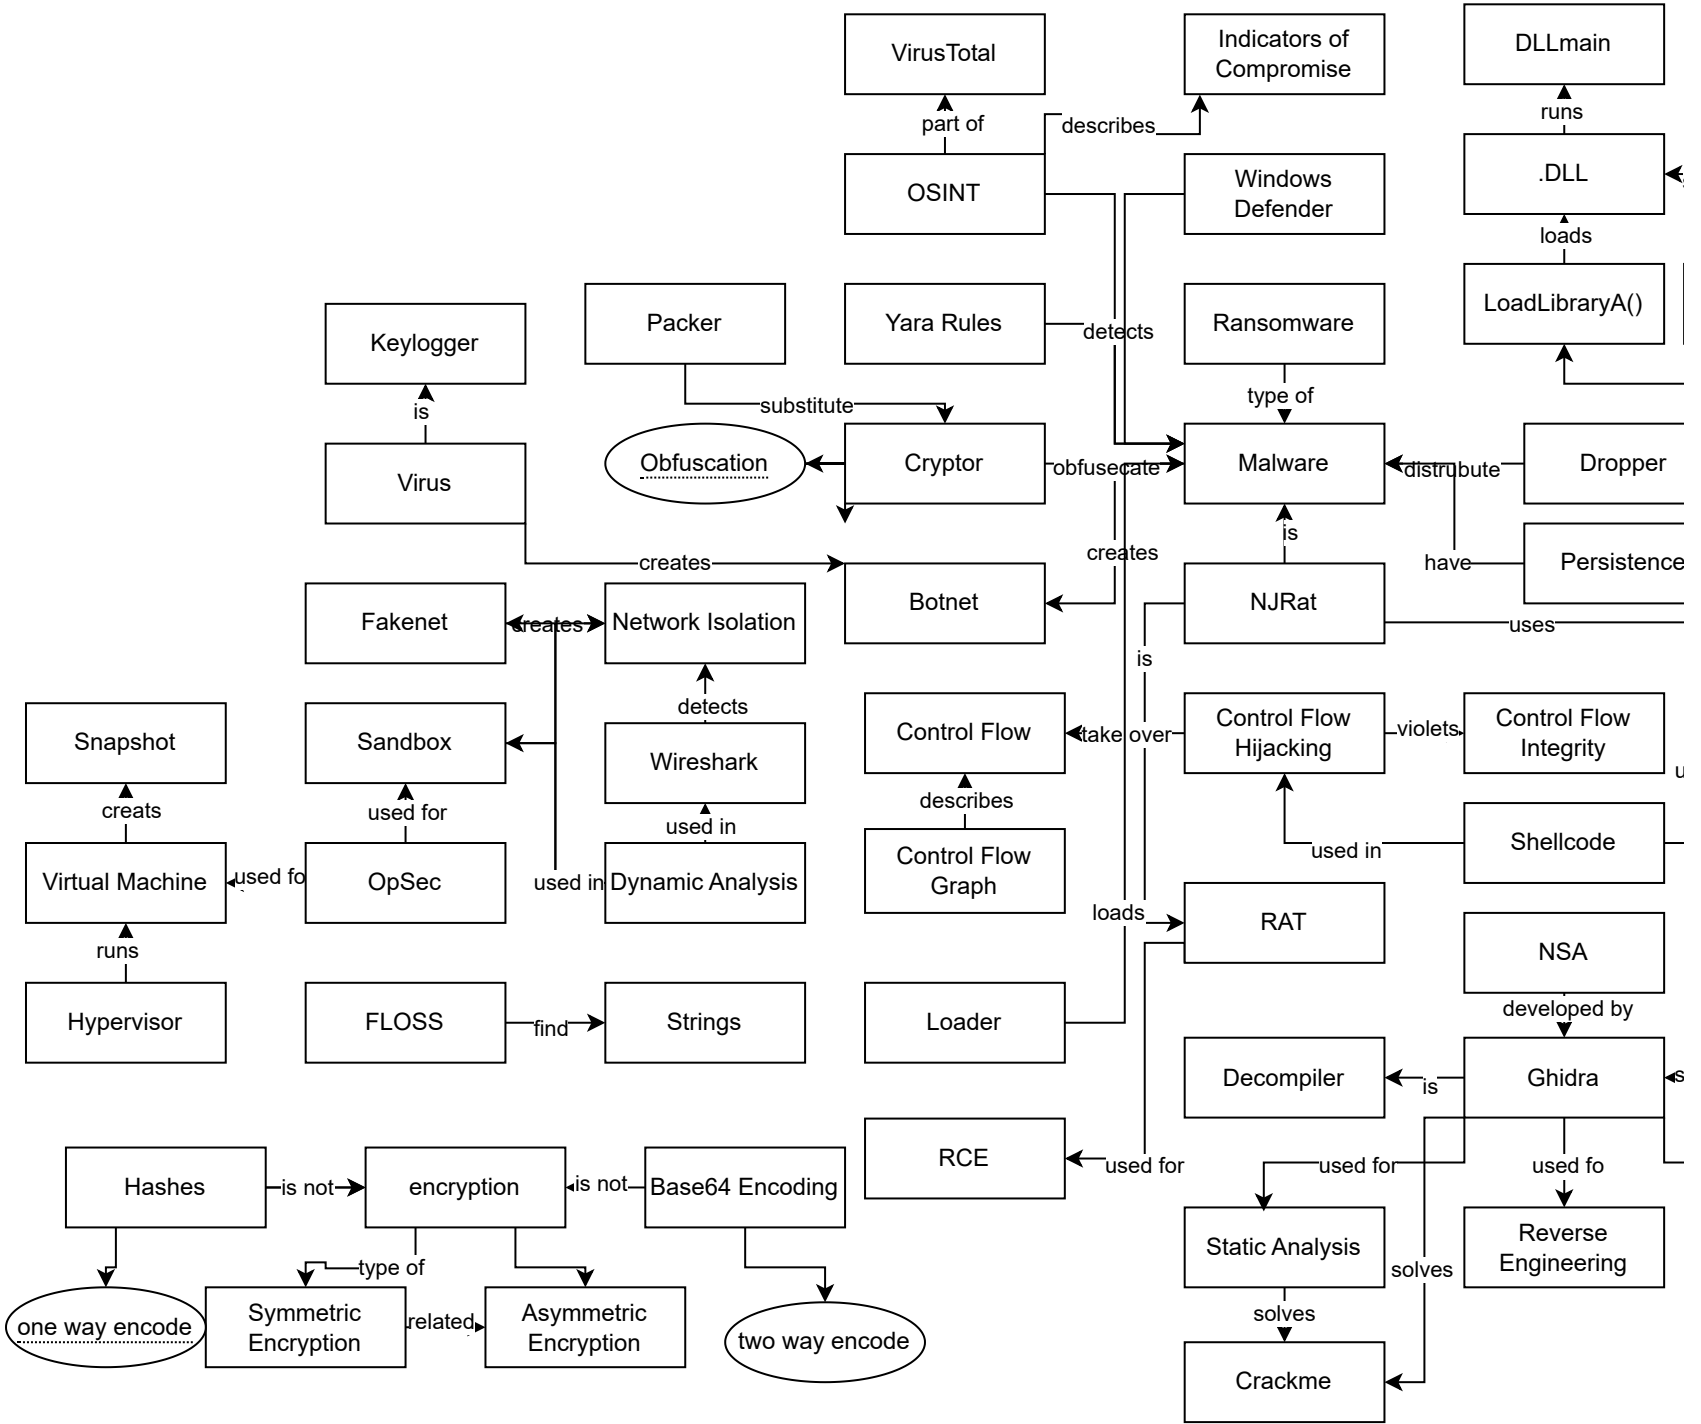 VirusTotal
Indicators of
Compromise
DLLmain
part of
describes
runs
OSINT
Windows
Defender
.DLL
loads
Keylogger
Packer
Yara Rules
detects
Ransomware
LoadLibraryA()
is
substitute
type of
Virus
Obfuscation
Cryptor
obfusecate
Malware
distrubute
Dropper
creates
creates
is
have
Persistence
Fakenet
creates
Network Isolation
Botnet
NJRat
uses
is
detects
Snapshot
Sandbox
Wireshark
Control Flow
take over
Control Flow
Hijacking
violets
Control Flow
Integrity
creats
used for
used in
describes
used in
Shellcode
Virtual Machine
used fo
OpSec
used in
Dynamic Analysis
Control Flow
Graph
loads
RAT
runs
NSA
developed by
Hypervisor
FLOSS
find
Strings
Loader
Decompiler
is
Ghidra
RCE
used for
used for
used fo
Hashes
is not
encryption
is not
Base64 Encoding
Static Analysis
Reverse
Engineering
type of
solves
one way encode
Symmetric
Encryption
related
Asymmetric
Encryption
two way encode
solves
Crackme